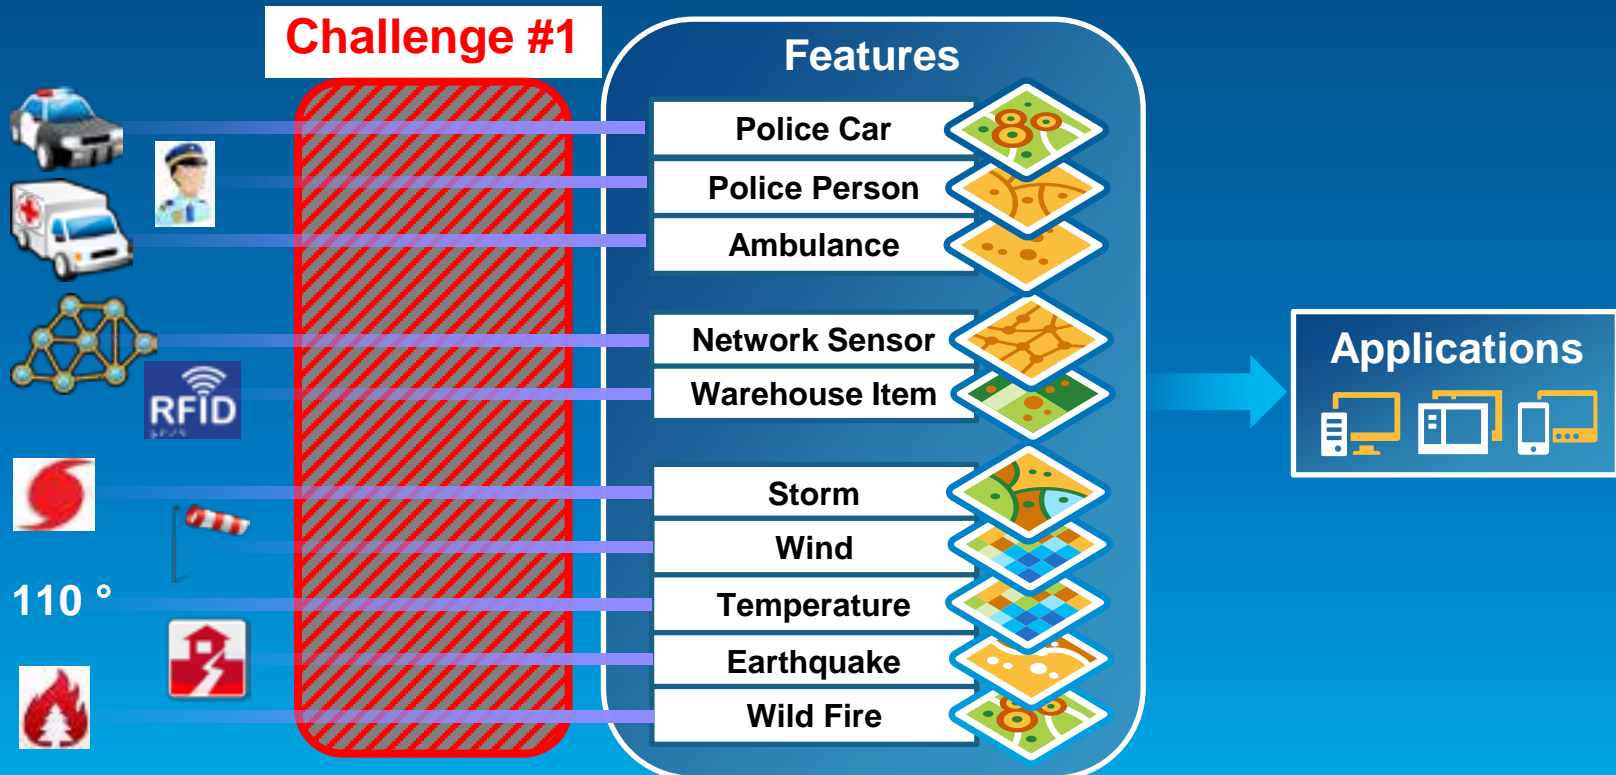 Challenge #1
Features
Police Car
Police Person
Ambulance
Network Sensor
RFID
Warehouse Item
Storm
Wind
110 °
Temperature
Earthquake
Wild Fire
Applications